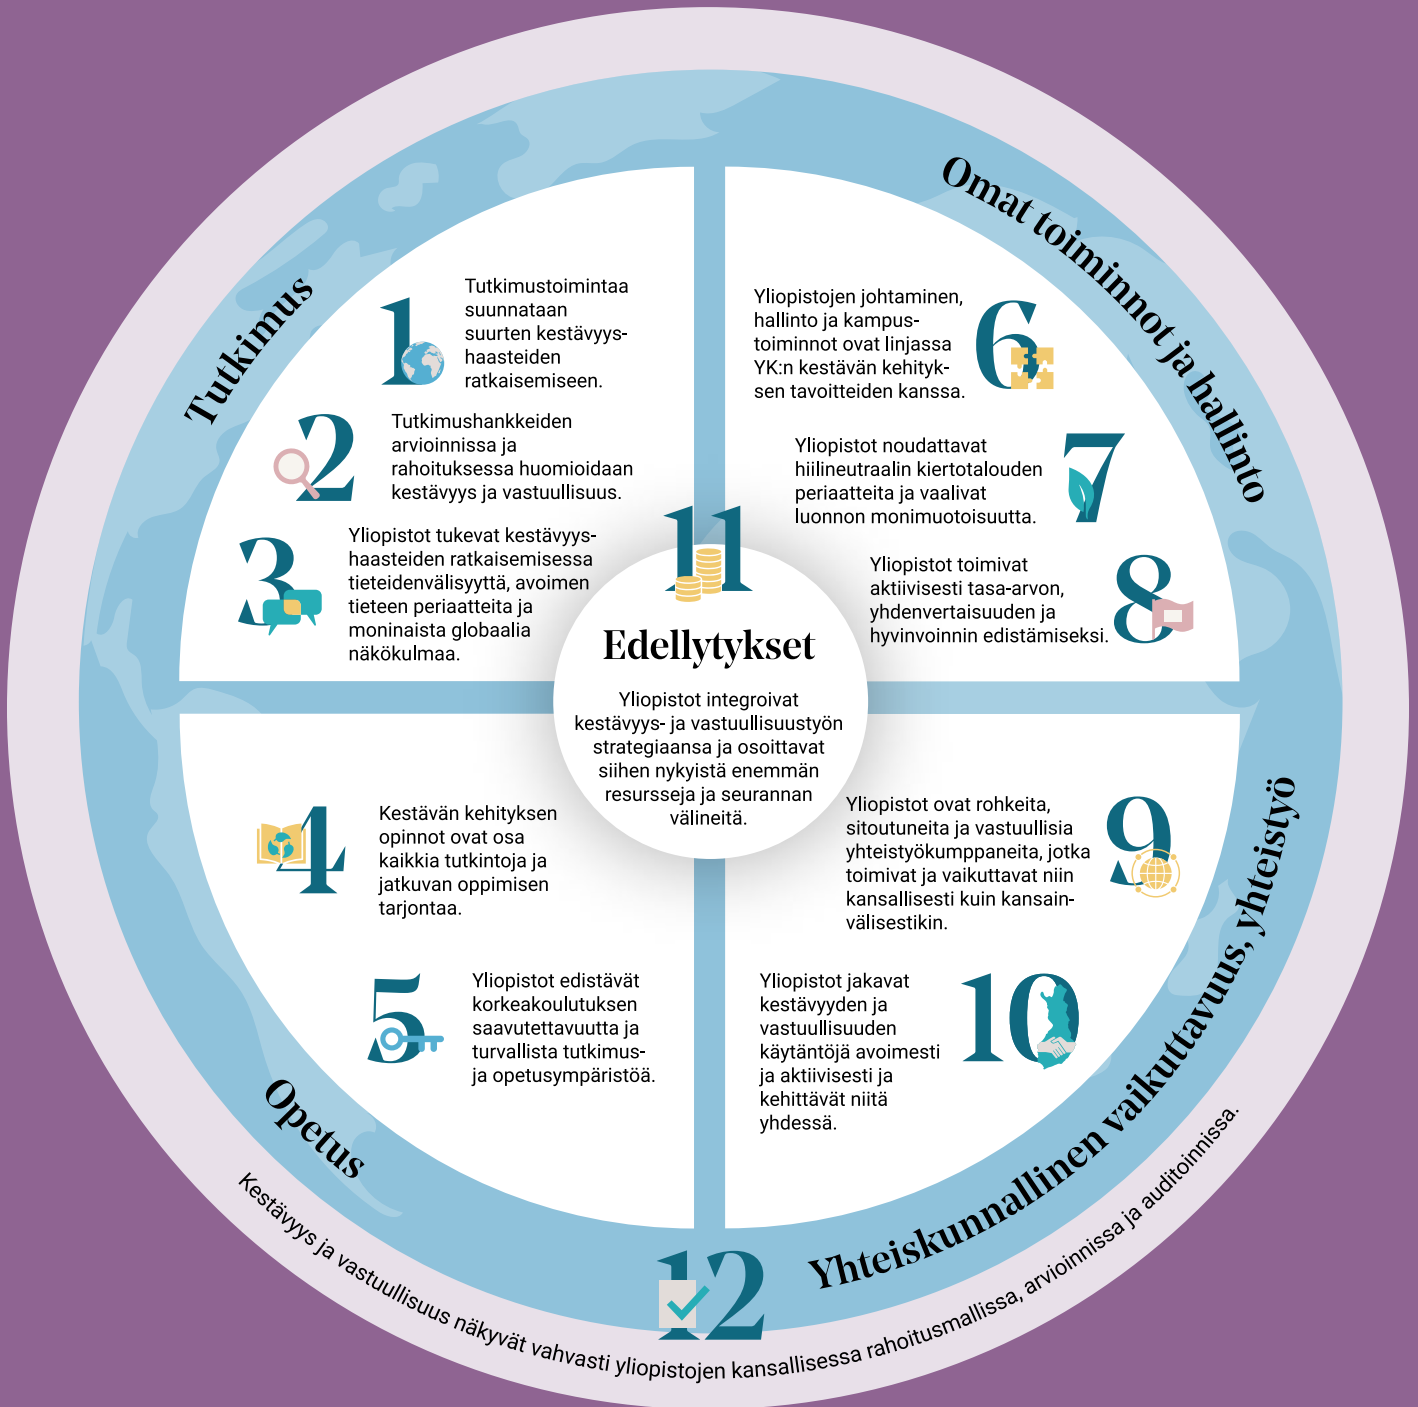 Tutkimus
1
Tutkimustoimintaa
suunnataan
suurten kestävyys-
haasteiden
ratkaisemiseen.
2
Tutkimushankkeiden
arvioinnissa ja
rahoituksessa huomioidaan
kestävyys ja vastuullisuus.
3
Yliopistot tukevat kestävyys-
haasteiden ratkaisemisessa
tieteidenvälisyyttä, avoimen
tieteen periaatteita ja
moninaista globaalia
näkökulmaa.
Opetus
4
Kestävän kehityksen
opinnot ovat osa
kaikkia tutkintoja ja
jatkuvan oppimisen
tarjontaa.
5
Yliopistot edistävät
korkeakoulutuksen
saavutettavuutta ja
turvallista tutkimus-
ja opetusympäristöä.
Omat toiminnot ja hallinto
6
Yliopistojen johtaminen,
hallinto ja kampus-
toiminnot ovat linjassa
YK:n kestävän kehityk-
sen tavoitteiden kanssa.
7
Yliopistot noudattavat
hiilineutraalin kiertotalouden
periaatteita ja vaalivat
luonnon monimuotoisuutta.
8
Yliopistot toimivat
aktiivisesti tasa-arvon,
yhdenvertaisuuden ja
hyvinvoinnin edistämiseksi.
Yhteiskunnallinen vaikuttavuus, yhteistyö
9
Yliopistot ovat rohkeita,
sitoutuneita ja vastuullisia
yhteistyökumppaneita, jotka
toimivat ja vaikuttavat niin
kansallisesti kuin kansain-
välisestikin.
10
Yliopistot jakavat
kestävyyden ja
vastuullisuuden
käytäntöjä avoimesti
ja aktiivisesti ja
kehittävät niitä
yhdessä.
11
Edellytykset
Yliopistot integroivat
kestävyys- ja vastuullisuustyön
strategiaansa ja osoittavat
siihen nykyistä enemmän
resursseja ja seurannan
välineitä.
12
Kestävyys ja vastuullisuus näkyvät vahvasti yliopistojen kansallisessa rahoitusmallissa, arvioinnissa ja auditoinnissa.